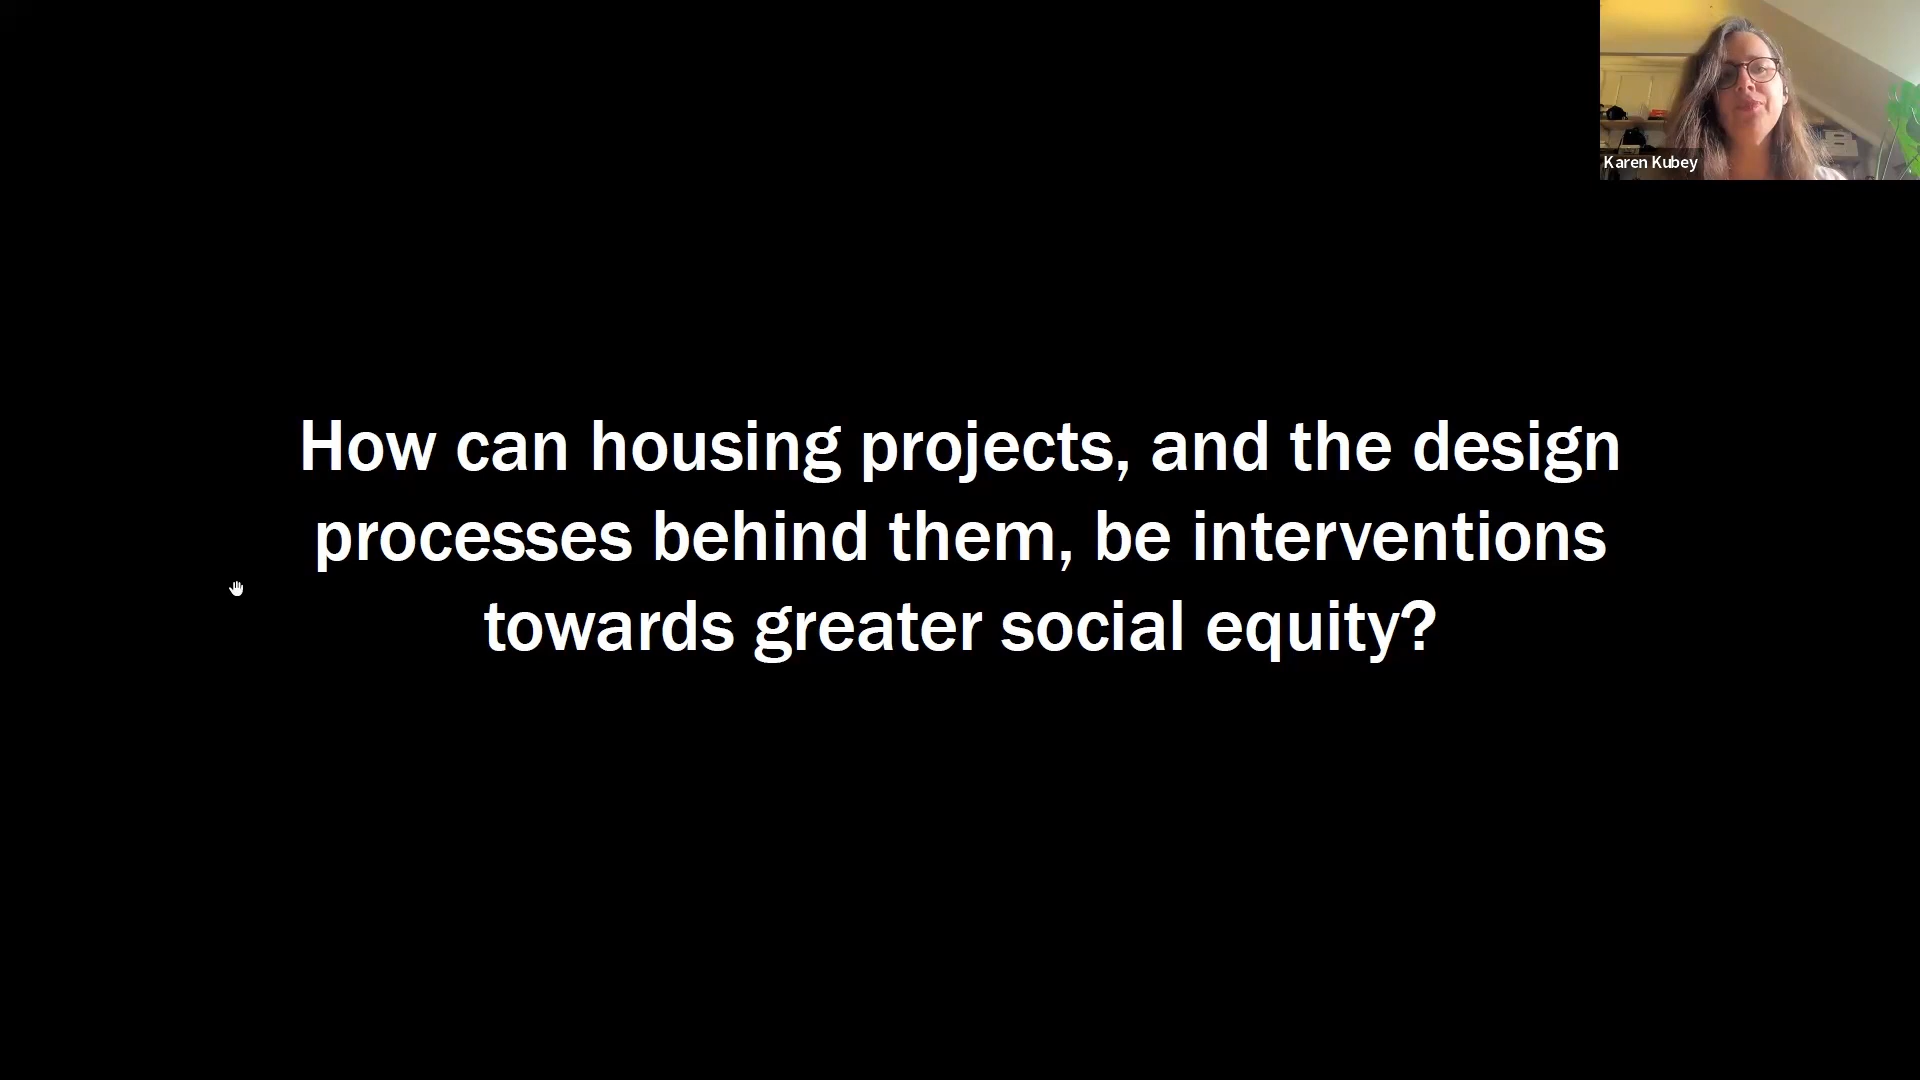 Karen Kubey
How can housing projects, and the design
processes behind them, be interventions
towards greater social equity?